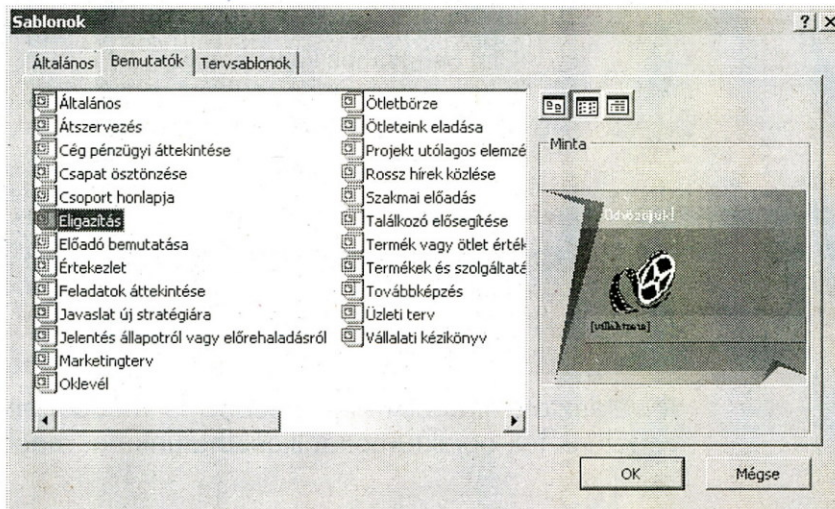 Sablonok
Általános Bemutatók Tervsablonok
Általános
Átszervezés
Cég pénzügyi áttekintése
Csapat ösztönzése
Csoport honlapja
Eligazítás
Előadó bemutatása
Értekezlet
Feladatok áttekintése
Javaslat új stratégiára
Jelentés állapotról vagy előrehaladásról
Marketingterv
Oklevél
Ötletbörze
Ötleteink eladása
Projekt utólagos elemzé
Rossz hírek közlése
Szakmai előadás
Találkozó elősegítése
Termék vagy ötlet érték
Termékek és szolgáltatá
Továbbképzés
Üzleti terv
Vállalati kézikönyv
Minta
Üdvözöljük!
OK Mégse